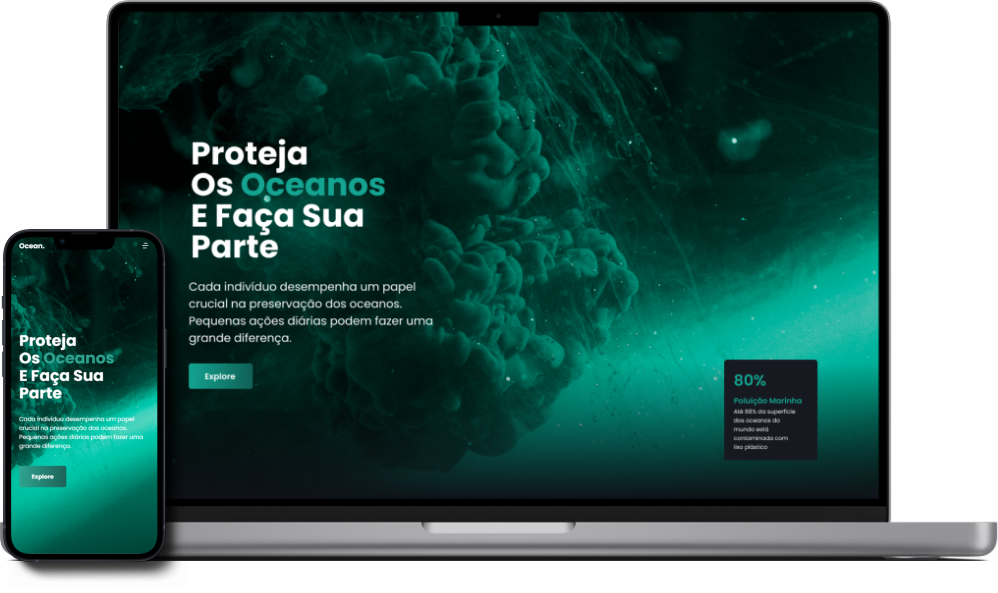 Proteja
Os Oceanos
E Faça Sua
Parte
Cada indivíduo desempenha um papel
crucial na preservação dos oceanos.
Pequenas ações diárias podem fazer uma
grande diferença.
Explore
80%
Poluição Marinha
Até 88% da superfície
dos oceanos do
mundo está
contaminada com
lixo plástico
Ocean.
Proteja
Os Oceanos
E Faça Sua
Parte
Cada indivíduo desempenha um papel
crucial na preservação dos oceanos.
Pequenas ações diárias podem fazer uma
grande diferença.
Explore